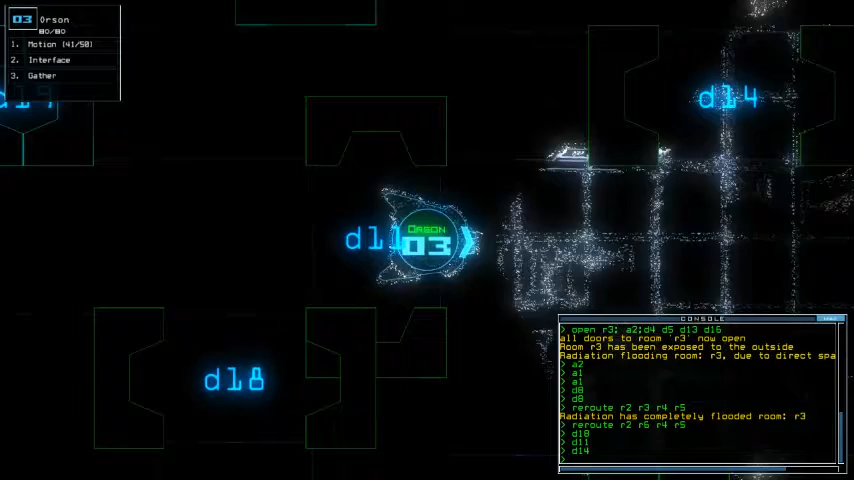 03 Orson
80/80
1. Motion (41/50)
2. Interface
3. Gather
d14
ORSON
03
d18
CONSOLE
> open r3; a2;d4 d5 d13 d16
all doors to room 'r3' now open
Room r3 has been exposed to the outside
Radiation flooding room: r3, due to direct spa
> a2
> a1
> a1
> d8
> d8
> reroute r2 r3 r4 r5
Radiation has completely flooded room: r3
> reroute r2 r6 r4 r5
> d18
> d11
> d14
>